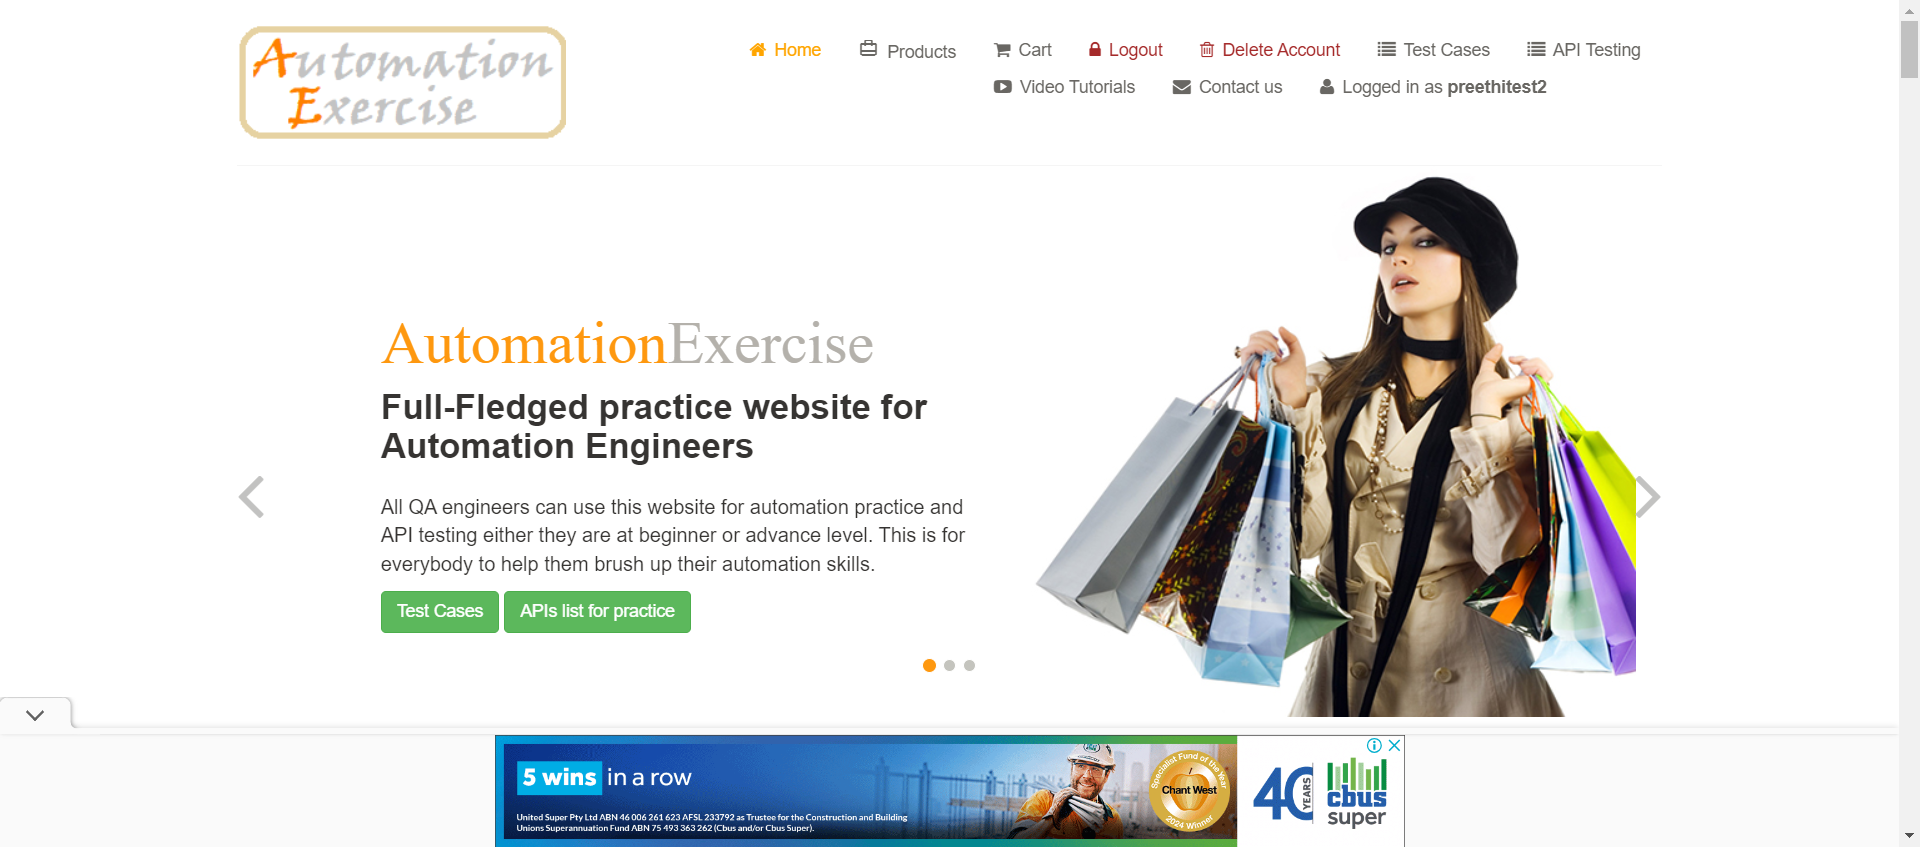 Automation
Exercise
Home
Products
Cart
Logout
Delete Account
Test Cases
API Testing
Video Tutorials
Contact us
Logged in as preethitest2
AutomationExercise
Full-Fledged practice website for
Automation Engineers
All QA engineers can use this website for automation practice and
API testing either they are at beginner or advance level. This is for
everybody to help them brush up their automation skills.
Test Cases
APIs list for practice
5 wins in a row
United Super Pty Ltd ABN 46 006 261 623 AFSL 233792 as Trustee for the Construction and Building
Unions Superannuation Fund ABN 75 493 363 262 (Cbus and/or Cbus Super).
Specialist Fund of the Year
Chant West
2024 Winner
40 YEARS
cbus
super